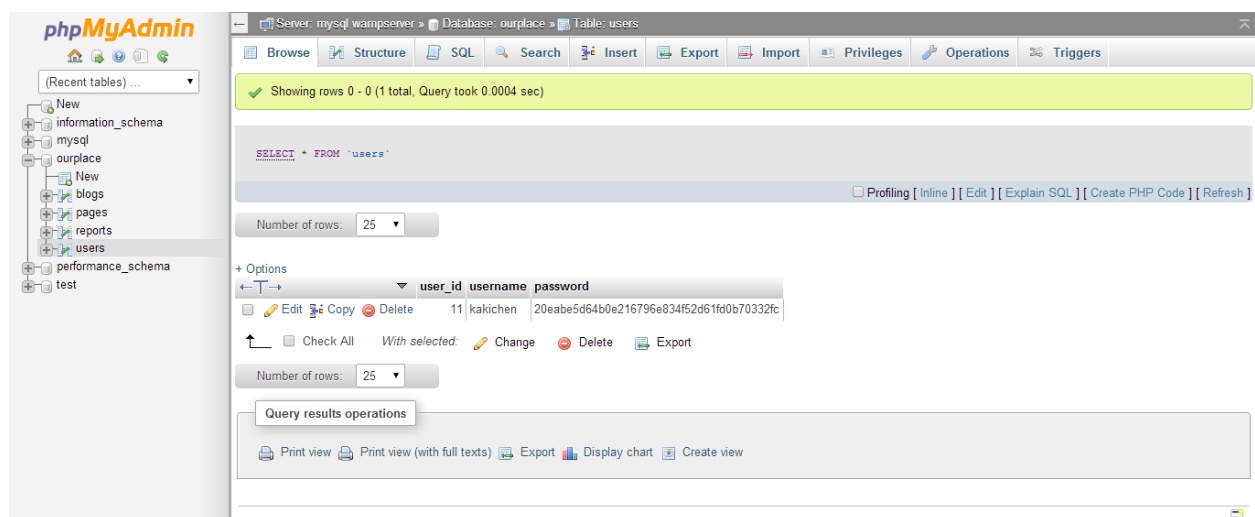 phpMyAdmin
(Recent tables) ...
New
information_schema
mysql
ourplace
New
blogs
pages
reports
users
performance_schema
test
Server: mysql wampserver » Database: ourplace » Table: users
Browse Structure SQL Search Insert Export Import Privileges Operations Triggers
Showing rows 0 - 0 (1 total, Query took 0.0004 sec)
SELECT * FROM `users`
Profiling [ Inline ] [ Edit ] [ Explain SQL ] [ Create PHP Code ] [ Refresh ]
Number of rows: 25
+ Options
←T→ user_id username password
Edit Copy Delete 11 kakichen 20eabe5d64b0e216796e834f52d61fd0b70332fc
Check All With selected: Change Delete Export
Number of rows: 25
Query results operations
Print view Print view (with full texts) Export Display chart Create view